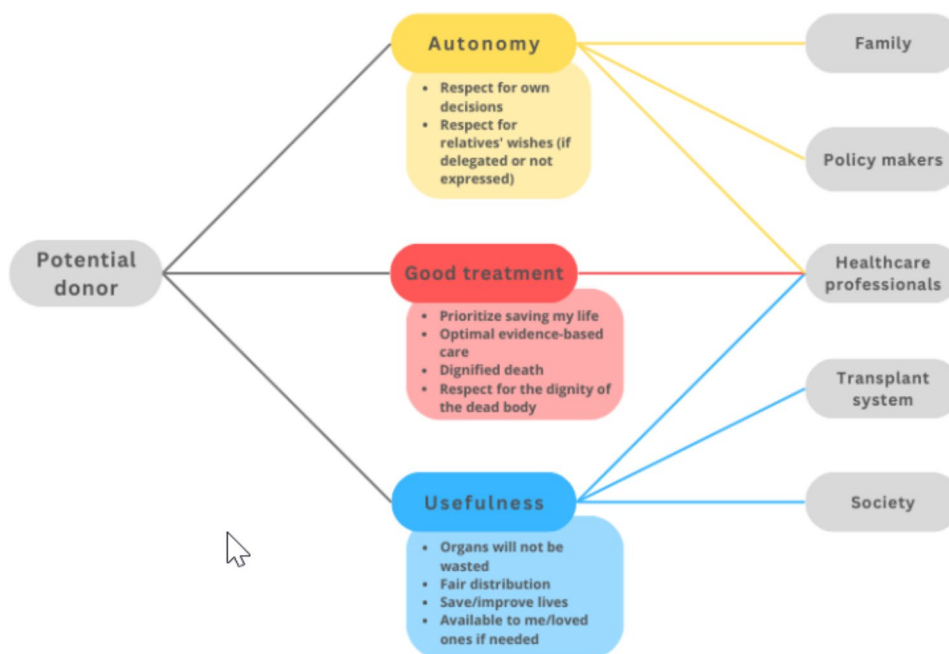 Autonomy
Family
• Respect for own
decisions
• Respect for
relatives' wishes (if
delegated or not
expressed)
Policy makers
Potential
donor
Good treatment
Healthcare
professionals
• Prioritize saving my life
• Optimal evidence-based
care
• Dignified death
• Respect for the dignity of
the dead body
Transplant
system
Usefulness
Society
• Organs will not be
wasted
• Fair distribution
• Save/improve lives
• Available to me/loved
ones if needed